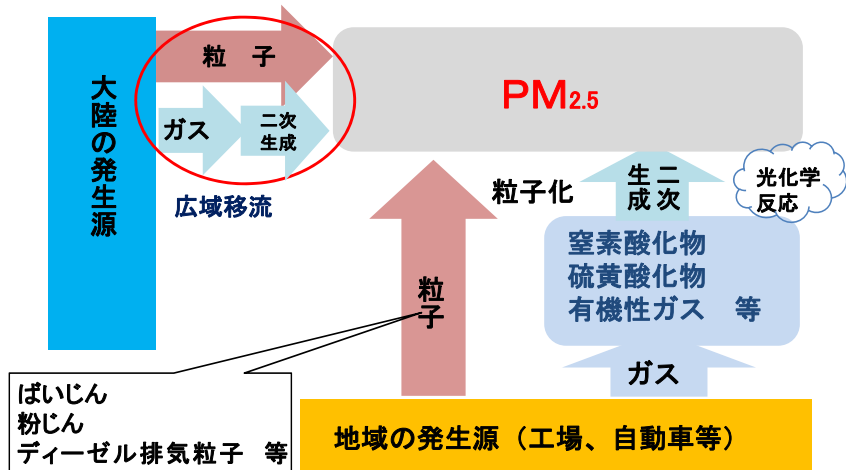 大陸の発生源
粒　子
ガス
二次
生成
広域移流
PM2.5
粒子化
二次
生成
光化学
反応
窒素酸化物
硫黄酸化物
有機性ガス　等
粒子
ガス
ばいじん
粉じん
ディーゼル排気粒子　等
地域の発生源（工場、自動車等）